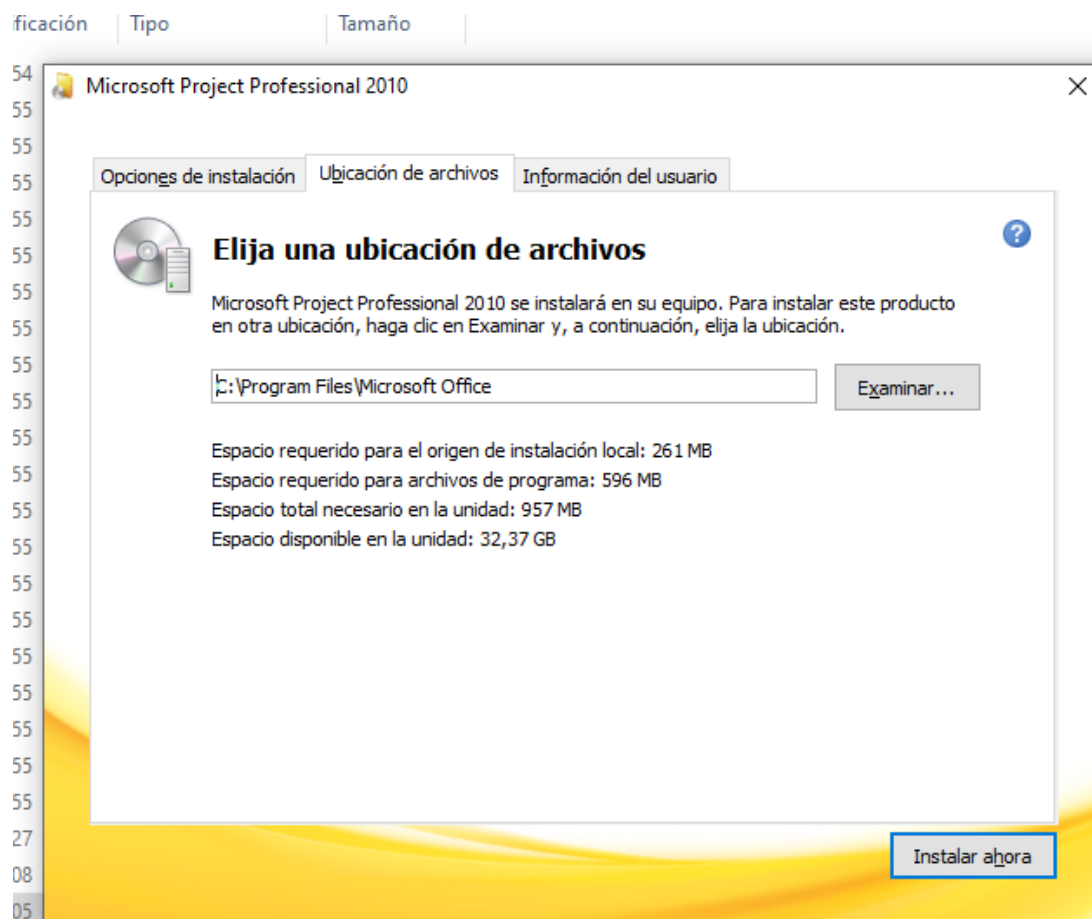 ificación Tipo Tamaño
54
Microsoft Project Professional 2010
55
55
Opciones de instalación Ubicación de archivos Información del usuario
55
55
Elija una ubicación de archivos
55
55
Microsoft Project Professional 2010 se instalará en su equipo. Para instalar este producto
en otra ubicación, haga clic en Examinar y, a continuación, elija la ubicación.
55
55
C:\Program Files\Microsoft Office
Examinar...
55
55
Espacio requerido para el origen de instalación local: 261 MB
55
Espacio requerido para archivos de programa: 596 MB
55
Espacio total necesario en la unidad: 957 MB
55
Espacio disponible en la unidad: 32,37 GB
55
55
55
55
55
55
55
27
Instalar ahora
08
05